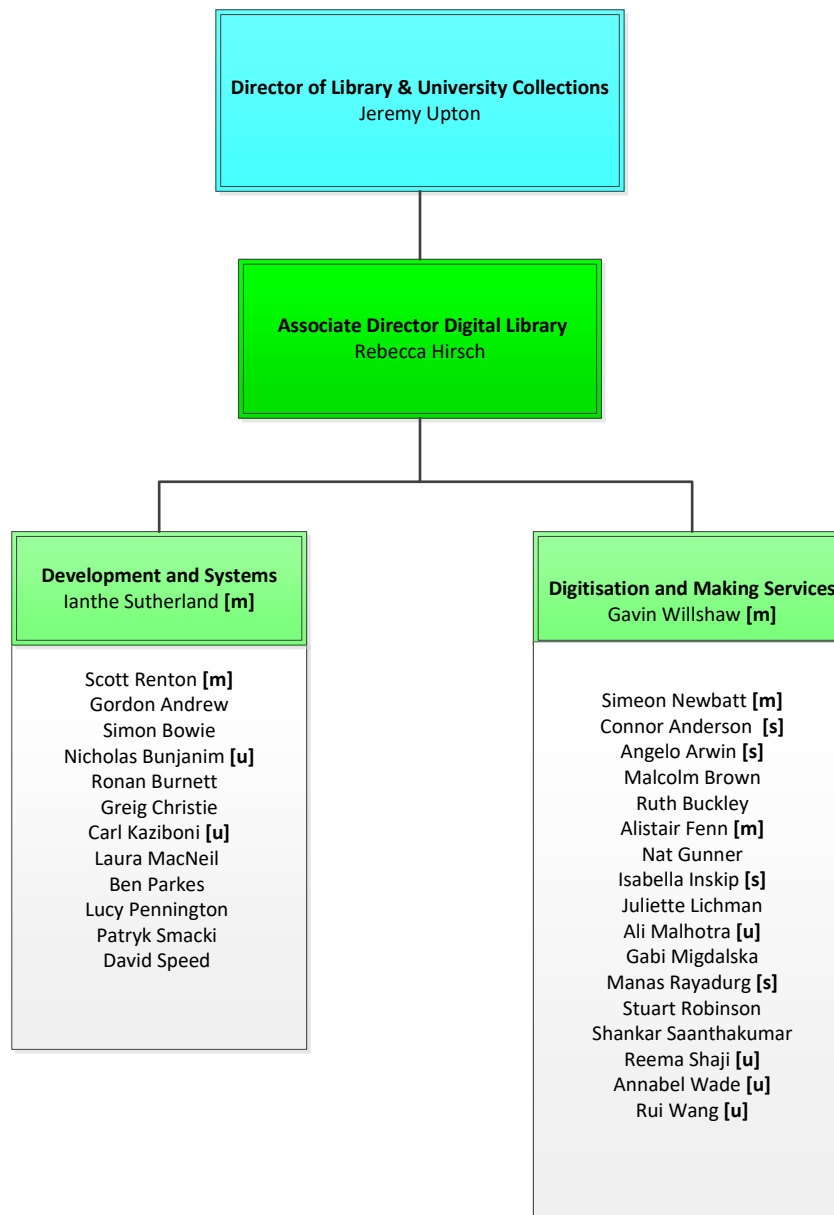 Director of Library & University Collections
Jeremy Upton
Associate Director Digital Library
Rebecca Hirsch
Development and Systems
Ianthe Sutherland [m]
Scott Renton [m]
Gordon Andrew
Simon Bowie
Nicholas Bunjanim [u]
Ronan Burnett
Greig Christie
Carl Kaziboni [u]
Laura MacNeil
Ben Parkes
Lucy Pennington
Patryk Smacki
David Speed
Digitisation and Making Services
Gavin Willshaw [m]
Simeon Newbatt [m]
Connor Anderson [s]
Angelo Arwin [s]
Malcolm Brown
Ruth Buckley
Alistair Fenn [m]
Nat Gunner
Isabella Inskip [s]
Juliette Lichman
Ali Malhotra [u]
Gabi Migdalska
Manas Rayadurg [s]
Stuart Robinson
Shankar Saanthakumar
Reema Shaji [u]
Annabel Wade [u]
Rui Wang [u]